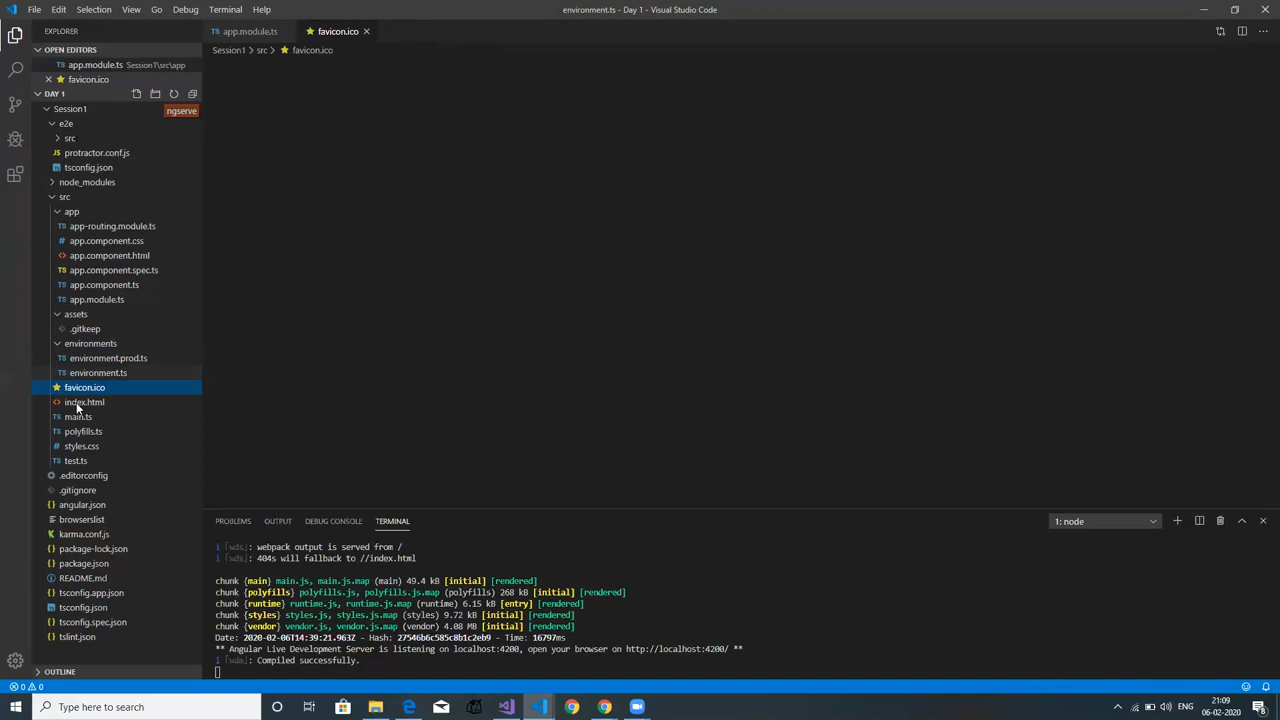 File Edit Selection View Go Debug Terminal Help
environment.ts - Day 1 - Visual Studio Code
EXPLORER
OPEN EDITORS
TS app.module.ts Session1\src\app
favicon.ico
DAY 1
Session1
ngserve
e2e
src
JS protractor.conf.js
tsconfig.json
node_modules
src
app
TS app-routing.module.ts
# app.component.css
<> app.component.html
TS app.component.spec.ts
TS app.component.ts
TS app.module.ts
assets
.gitkeep
environments
TS environment.prod.ts
TS environment.ts
favicon.ico
<> index.html
TS main.ts
TS polyfills.ts
# styles.css
TS test.ts
.editorconfig
.gitignore
{} angular.json
browserslist
karma.conf.js
{} package-lock.json
{} package.json
README.md
{} tsconfig.app.json
tsconfig.json
{} tsconfig.spec.json
{} tslint.json
OUTLINE
TS app.module.ts favicon.ico
Session1 > src > favicon.ico
PROBLEMS OUTPUT DEBUG CONSOLE TERMINAL
1: node
i ｢wds｣: webpack output is served from /
i ｢wds｣: 404s will fallback to //index.html
chunk {main} main.js, main.js.map (main) 49.4 kB [initial] [rendered]
chunk {polyfills} polyfills.js, polyfills.js.map (polyfills) 268 kB [initial] [rendered]
chunk {runtime} runtime.js, runtime.js.map (runtime) 6.15 kB [entry] [rendered]
chunk {styles} styles.js, styles.js.map (styles) 9.72 kB [initial] [rendered]
chunk {vendor} vendor.js, vendor.js.map (vendor) 4.08 MB [initial] [rendered]
Date: 2020-02-06T14:39:21.963Z - Hash: 27546b6c585c8b1c2eb9 - Time: 16797ms
** Angular Live Development Server is listening on localhost:4200, open your browser on http://localhost:4200/ **
i ｢wdm｣: Compiled successfully.
0 0
Type here to search
ENG
21:09
06-02-2020